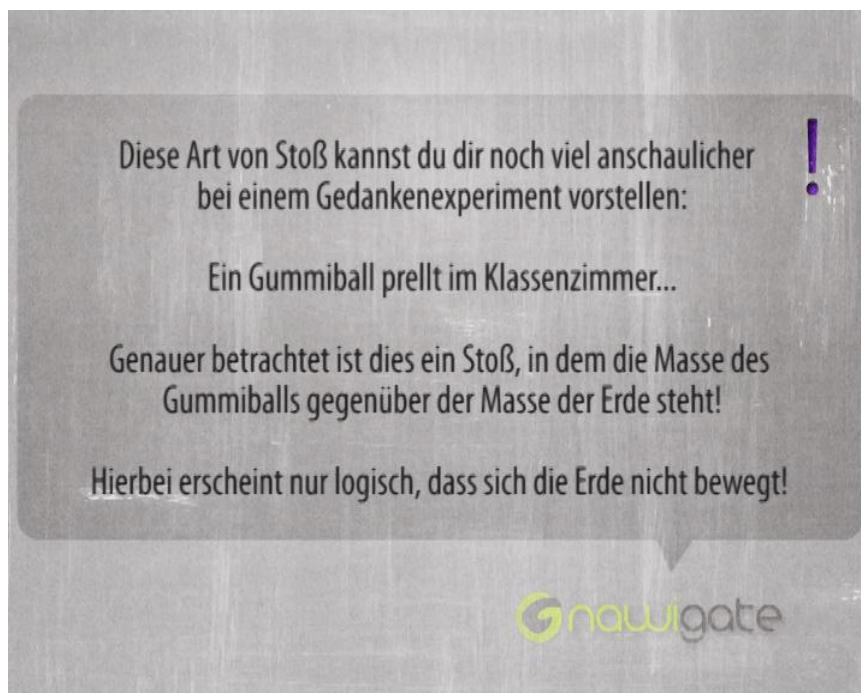 Diese Art von Stoß kannst du dir noch viel anschaulicher
bei einem Gedankenexperiment vorstellen:
Ein Gummiball prellt im Klassenzimmer...
Genauer betrachtet ist dies ein Stoß, in dem die Masse des
Gummiballs gegenüber der Masse der Erde steht!
Hierbei erscheint nur logisch, dass sich die Erde nicht bewegt!
!
nawigate